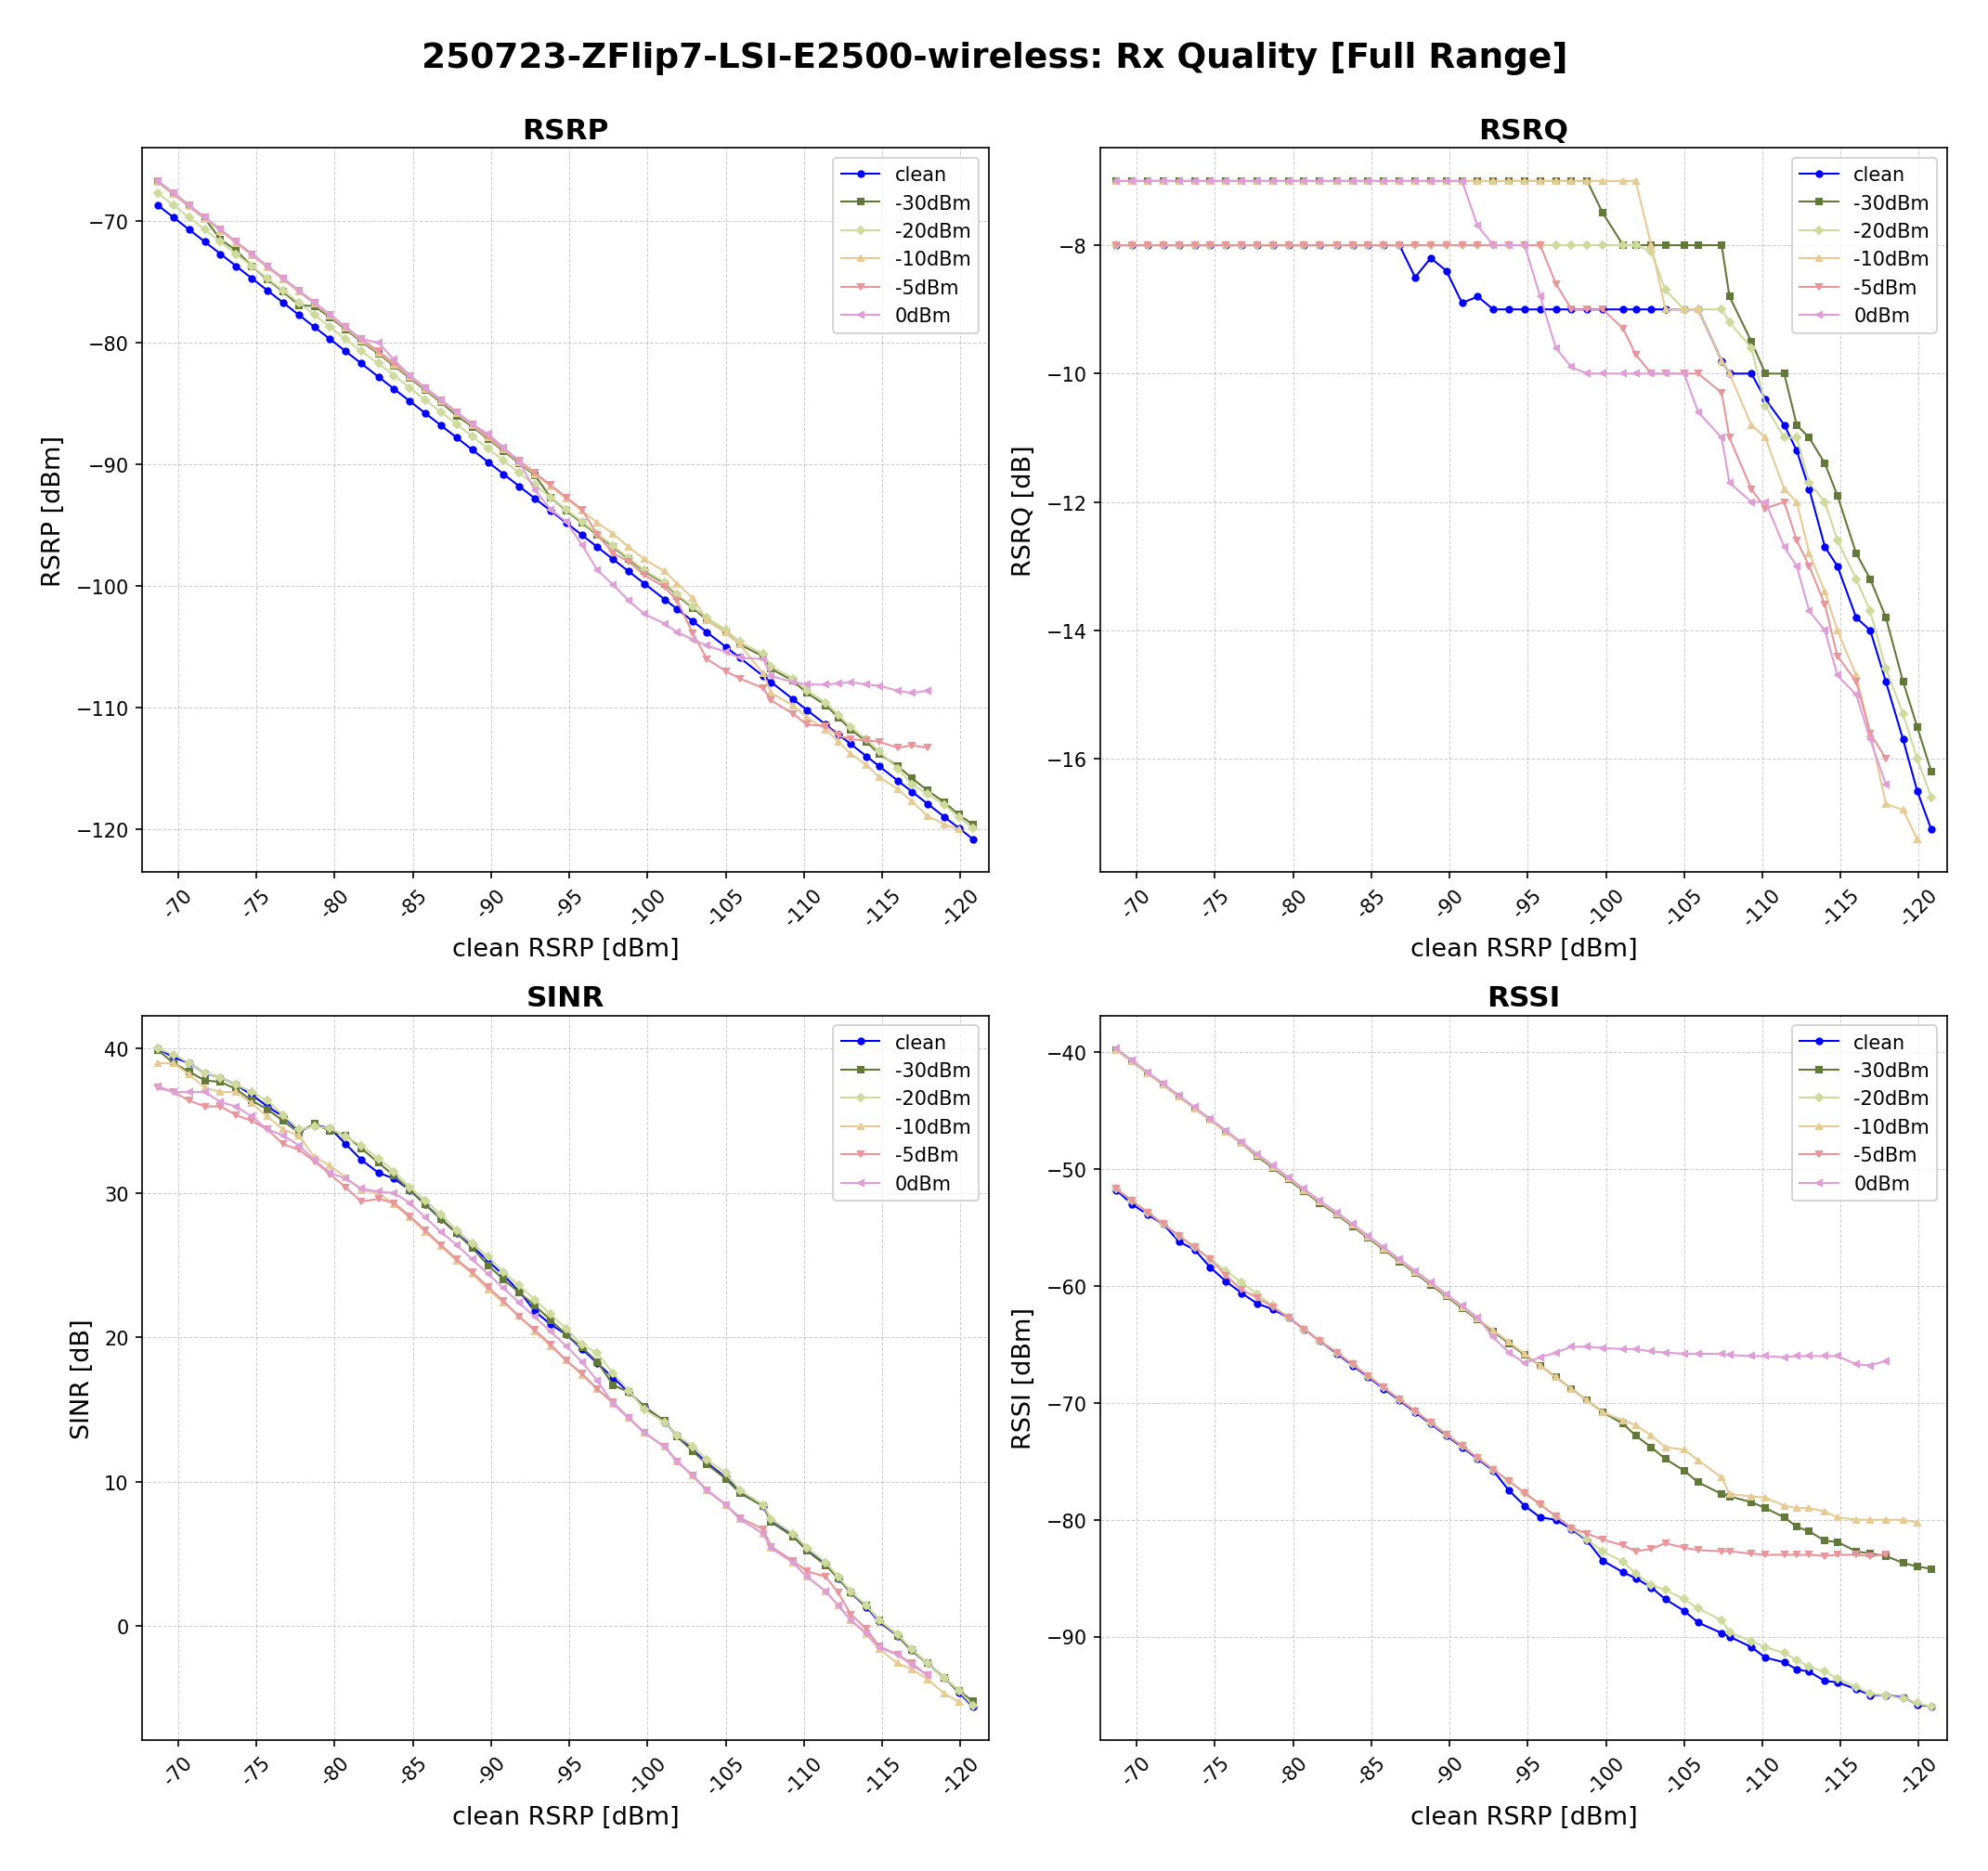 250723-ZFlip7-LSI-E2500-wireless: Rx Quality [Full Range]
RSRP
RSRP [dBm]
−70
−80
−90
−100
−110
−120
-70
-75
-80
-85
-90
-95
-100
-105
-110
-115
-120
clean RSRP [dBm]
clean
-30dBm
-20dBm
-10dBm
-5dBm
0dBm
RSRQ
RSRQ [dB]
−8
−10
−12
−14
−16
-70
-75
-80
-85
-90
-95
-100
-105
-110
-115
-120
clean RSRP [dBm]
clean
-30dBm
-20dBm
-10dBm
-5dBm
0dBm
SINR
SINR [dB]
40
30
20
10
0
-70
-75
-80
-85
-90
-95
-100
-105
-110
-115
-120
clean RSRP [dBm]
clean
-30dBm
-20dBm
-10dBm
-5dBm
0dBm
RSSI
RSSI [dBm]
−40
−50
−60
−70
−80
−90
-70
-75
-80
-85
-90
-95
-100
-105
-110
-115
-120
clean RSRP [dBm]
clean
-30dBm
-20dBm
-10dBm
-5dBm
0dBm